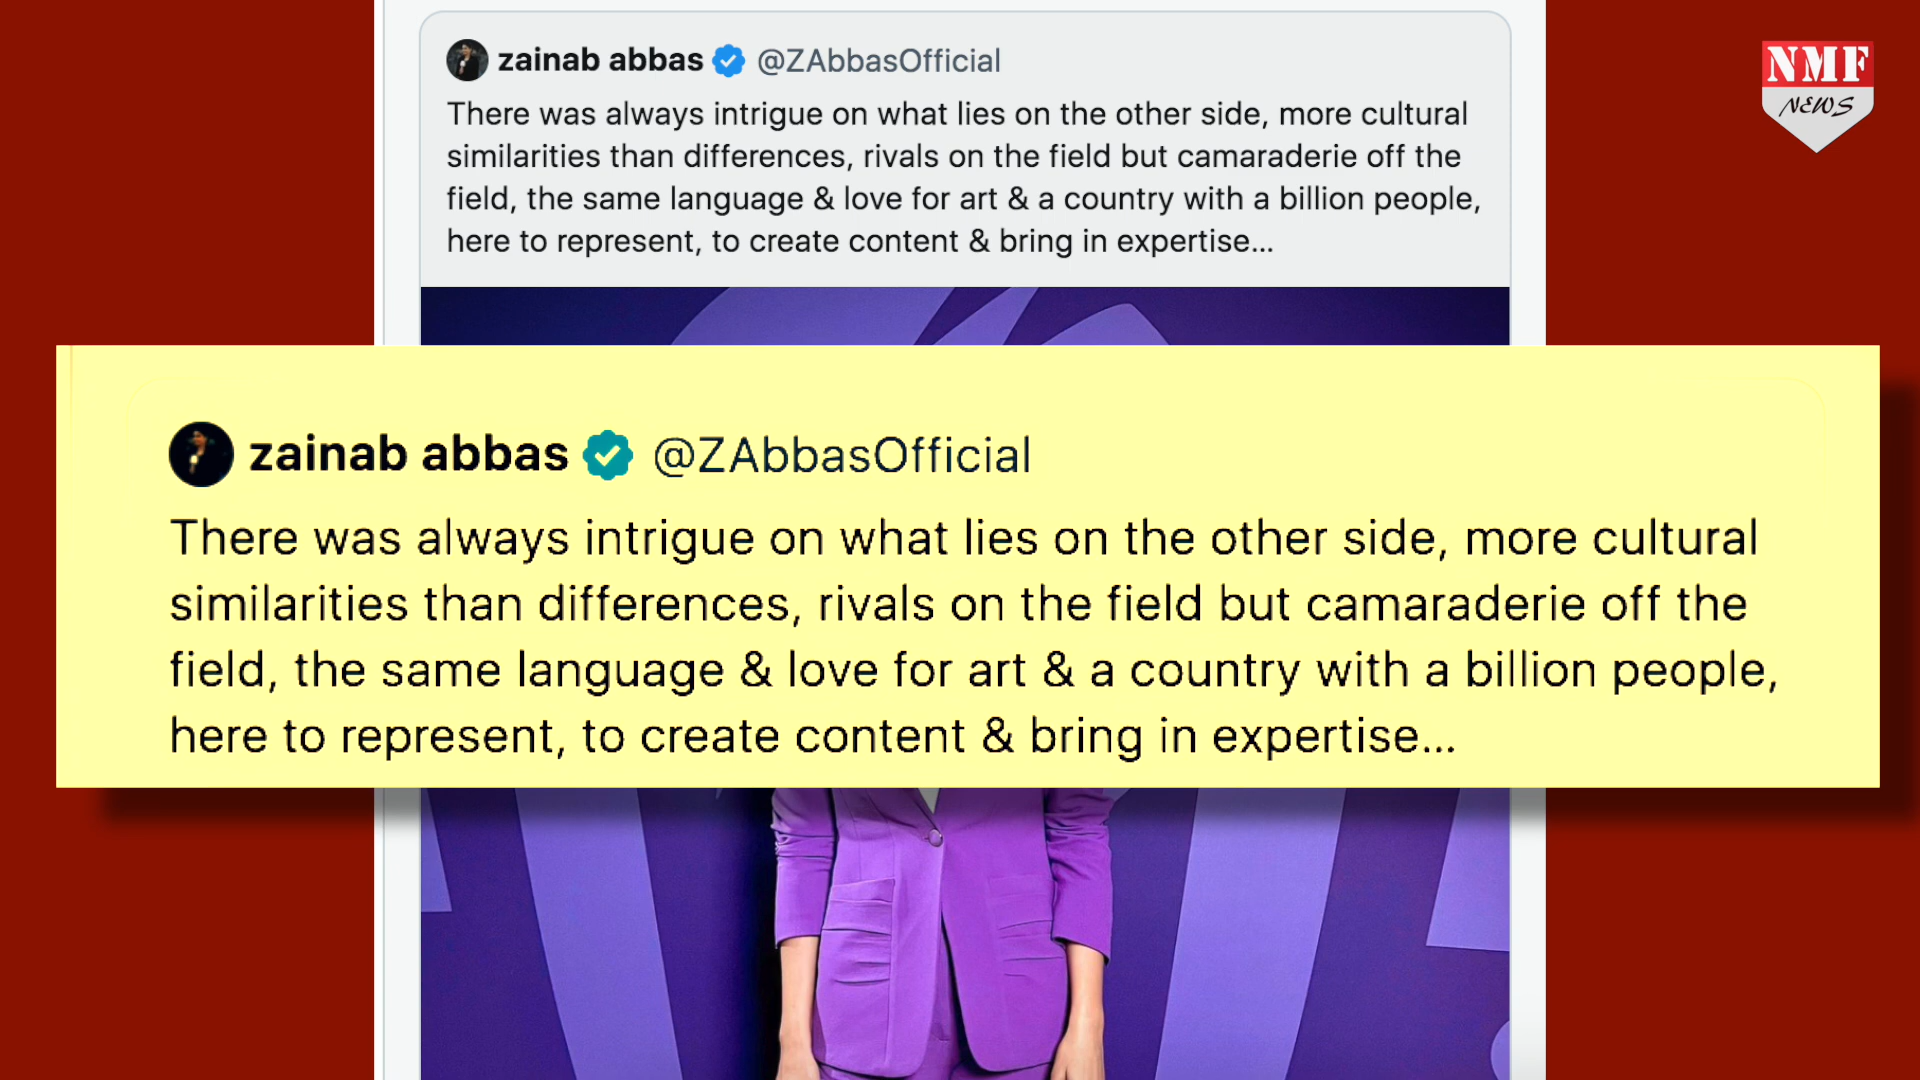 zainab abbas @ZAbbasOfficial
There was always intrigue on what lies on the other side, more cultural
similarities than differences, rivals on the field but camaraderie off the
field, the same language & love for art & a country with a billion people,
here to represent, to create content & bring in expertise...
NMF
NEWS
zainab abbas @ZAbbasOfficial
There was always intrigue on what lies on the other side, more cultural
similarities than differences, rivals on the field but camaraderie off the
field, the same language & love for art & a country with a billion people,
here to represent, to create content & bring in expertise...